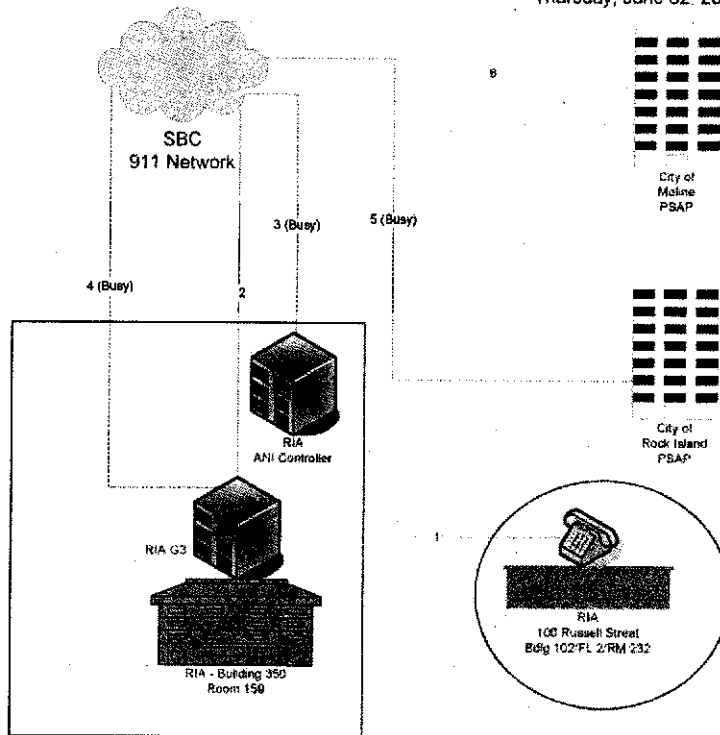 Thursday, June 02, 20
6
SBC
911 Network
City of
Moline
PSAP
3 (Busy)
5 (Busy)
4 (Busy)
2
RIA
ANI Controller
City of
Rock Island
PSAP
RIA G3
1
RIA
100 Russell Street
Bdlg 102/FL 2/RM 232
RIA - Building 350
Room 159